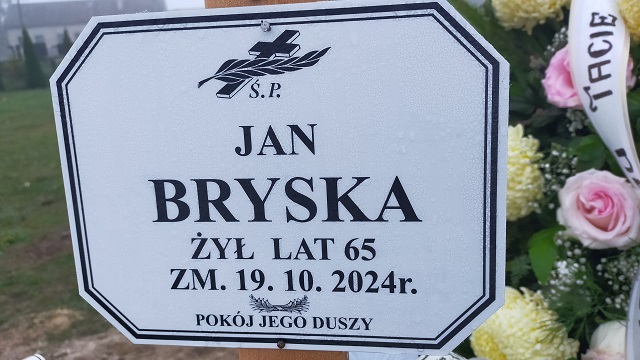 Ś.P.
JAN
BRYSKA
ŻYŁ LAT 65
ZM. 19. 10. 2024r.
POKÓJ JEGO DUSZY
TACIE